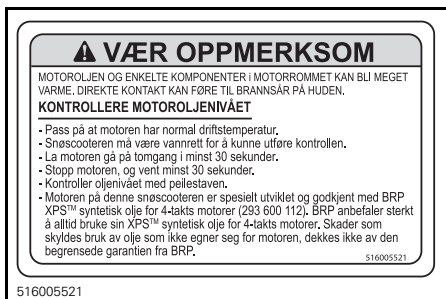 ⚠ VÆR OPPMERKSOM
MOTOROLJEN OG ENKELTE KOMPONENTER i MOTORROMMET KAN BLI MEGET
VARME. DIREKTE KONTAKT KAN FØRE TIL BRANNSÅR PÅ HUDEN.
KONTROLLERE MOTOROLJENIVÅET
- Pass på at motoren har normal driftstemperatur.
- Snøscooteren må være vannrett for å kunne utføre kontrollen.
- La motoren gå på tomgang i minst 30 sekunder.
- Stopp motoren, og vent minst 30 sekunder.
- Kontroller oljenivået med peilestaven.
- Motoren på denne snøscooteren er spesielt utviklet og godkjent med BRP
XPS™ syntetisk olje for 4-takts motorer (293 600 112). BRP anbefaler sterkt
å alltid bruke sin XPS™ syntetisk olje for 4-takts motorer. Skader som
skyldes bruk av olje som ikke egner seg for motoren, dekkes ikke av den
begrensede garantien fra BRP.
516005521
516005521